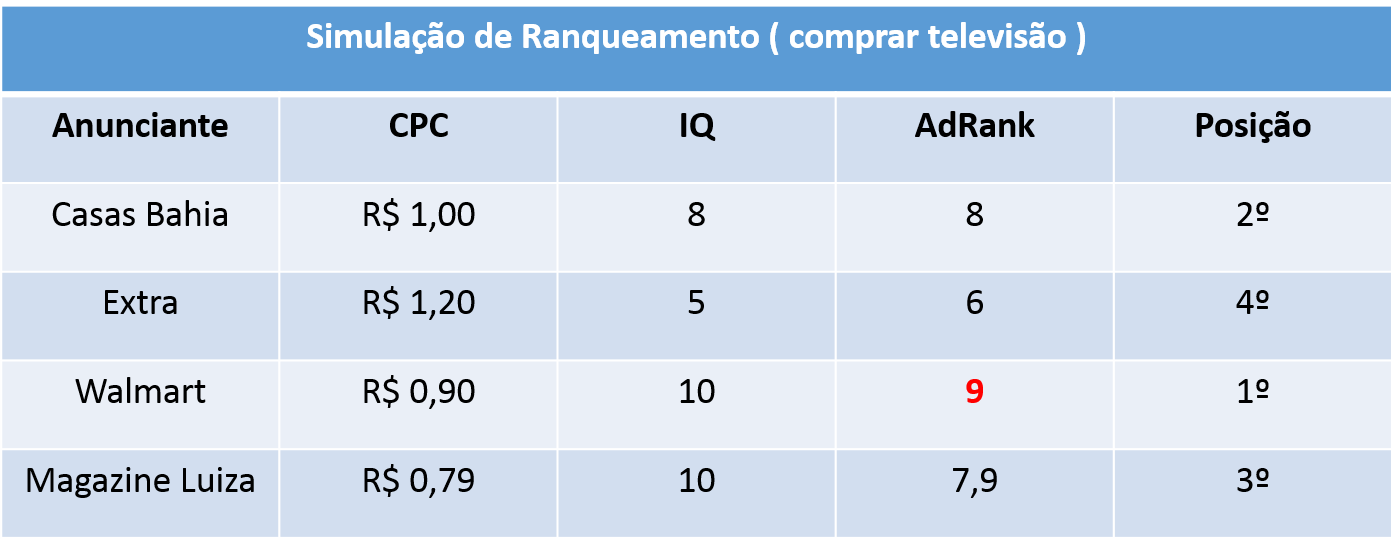 Simulação de Ranqueamento ( comprar televisão )
Anunciante CPC IQ AdRank Posição
Casas Bahia R$ 1,00 8 8 2º
Extra R$ 1,20 5 6 4º
Walmart R$ 0,90 10 9 1º
Magazine Luiza R$ 0,79 10 7,9 3º